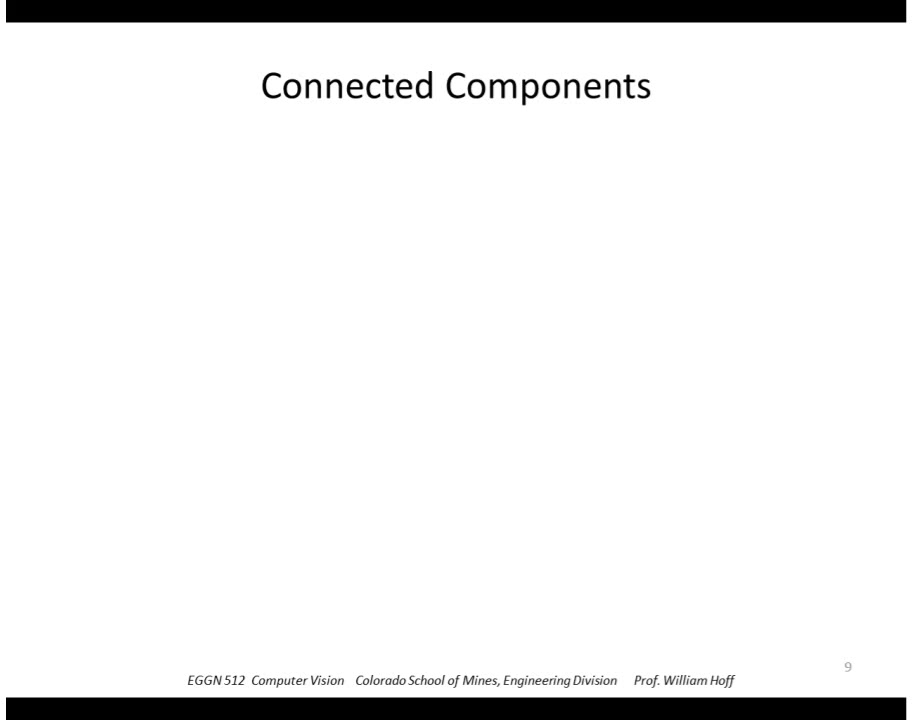 Connected Components
9
EGGN 512 Computer Vision Colorado School of Mines, Engineering Division Prof. William Hoff